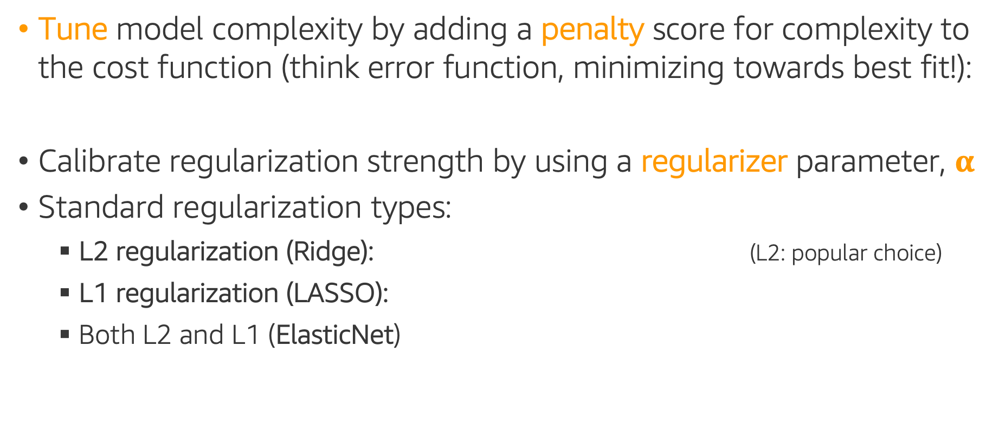 • Tune model complexity by adding a penalty score for complexity to
the cost function (think error function, minimizing towards best fit!):
• Calibrate regularization strength by using a regularizer parameter, α
• Standard regularization types:
▪ L2 regularization (Ridge): (L2: popular choice)
▪ L1 regularization (LASSO):
▪ Both L2 and L1 (ElasticNet)